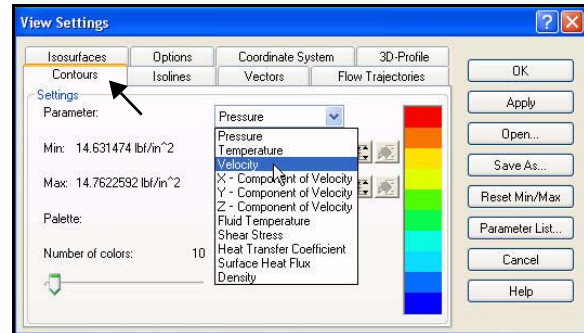 View Settings
Isosurfaces Options Coordinate System 3D-Profile
Contours Isolines Vectors Flow Trajectories
Settings
Parameter: Pressure
Pressure
Temperature
Velocity
X - Component of Velocity
Y - Component of Velocity
Z - Component of Velocity
Fluid Temperature
Shear Stress
Heat Transfer Coefficient
Surface Heat Flux
Density
Min: 14.631474 lbf/in^2
Max: 14.7622592 lbf/in^2
Palette:
Number of colors: 10
OK
Apply
Open...
Save As...
Reset Min/Max
Parameter List...
Cancel
Help